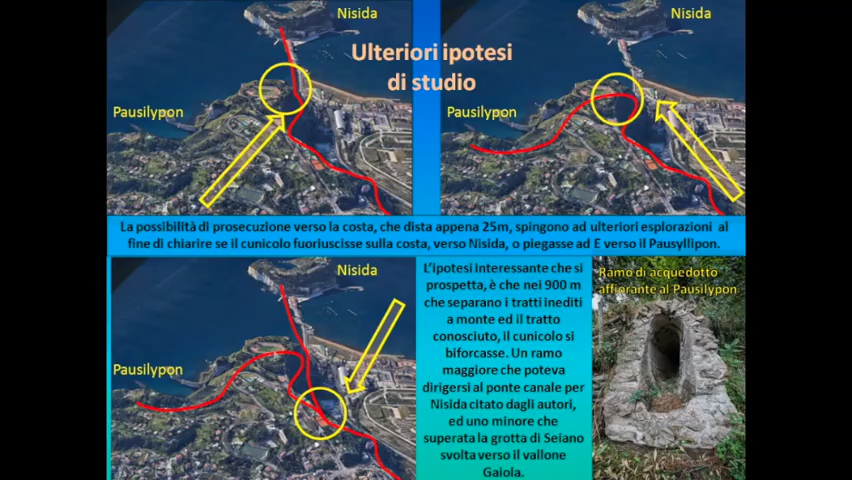 Nisida
Nisida
Ulteriori ipotesi
di studio
Pausilypon
Pausilypon
La possibilità di prosecuzione verso la costa, che dista appena 25m, spingono ad ulteriori esplorazioni al
fine di chiarire se il cunicolo fuoriuscisse sulla costa, verso Nisida, o piegasse ad E verso il Pausyllipon.
Nisida
Pausilypon
L'ipotesi interessante che si
prospetta, è che nei 900 m
che separano i tratti inediti
a monte ed il tratto
conosciuto, il cunicolo si
biforcasse. Un ramo
maggiore che poteva
dirigersi al ponte canale per
Nisida citato dagli autori,
ed uno minore che
superata la grotta di Seiano
svolta verso il vallone
Gaiola.
Ramo di acquedotto
affiorante al Pausilypon